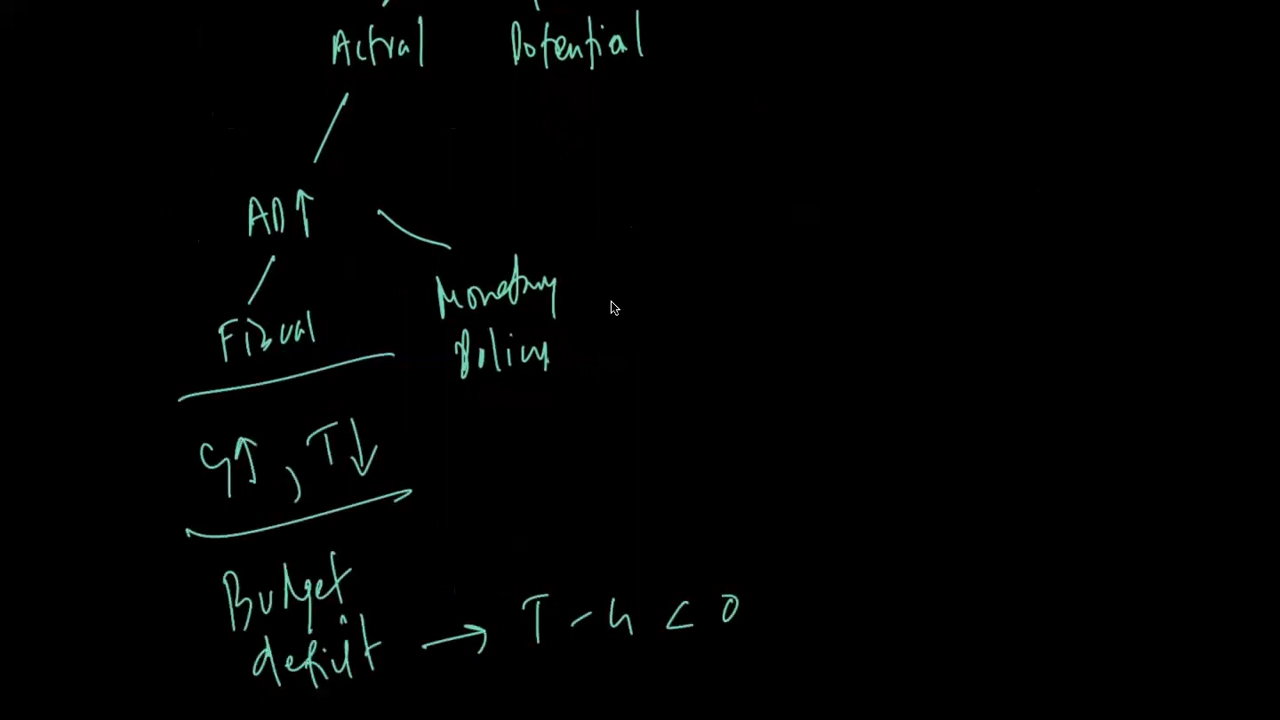 Actual Potential
AD↑
Monetary
Fiscal
Policy
G↑, T↓
Budget
deficit → T - G < 0